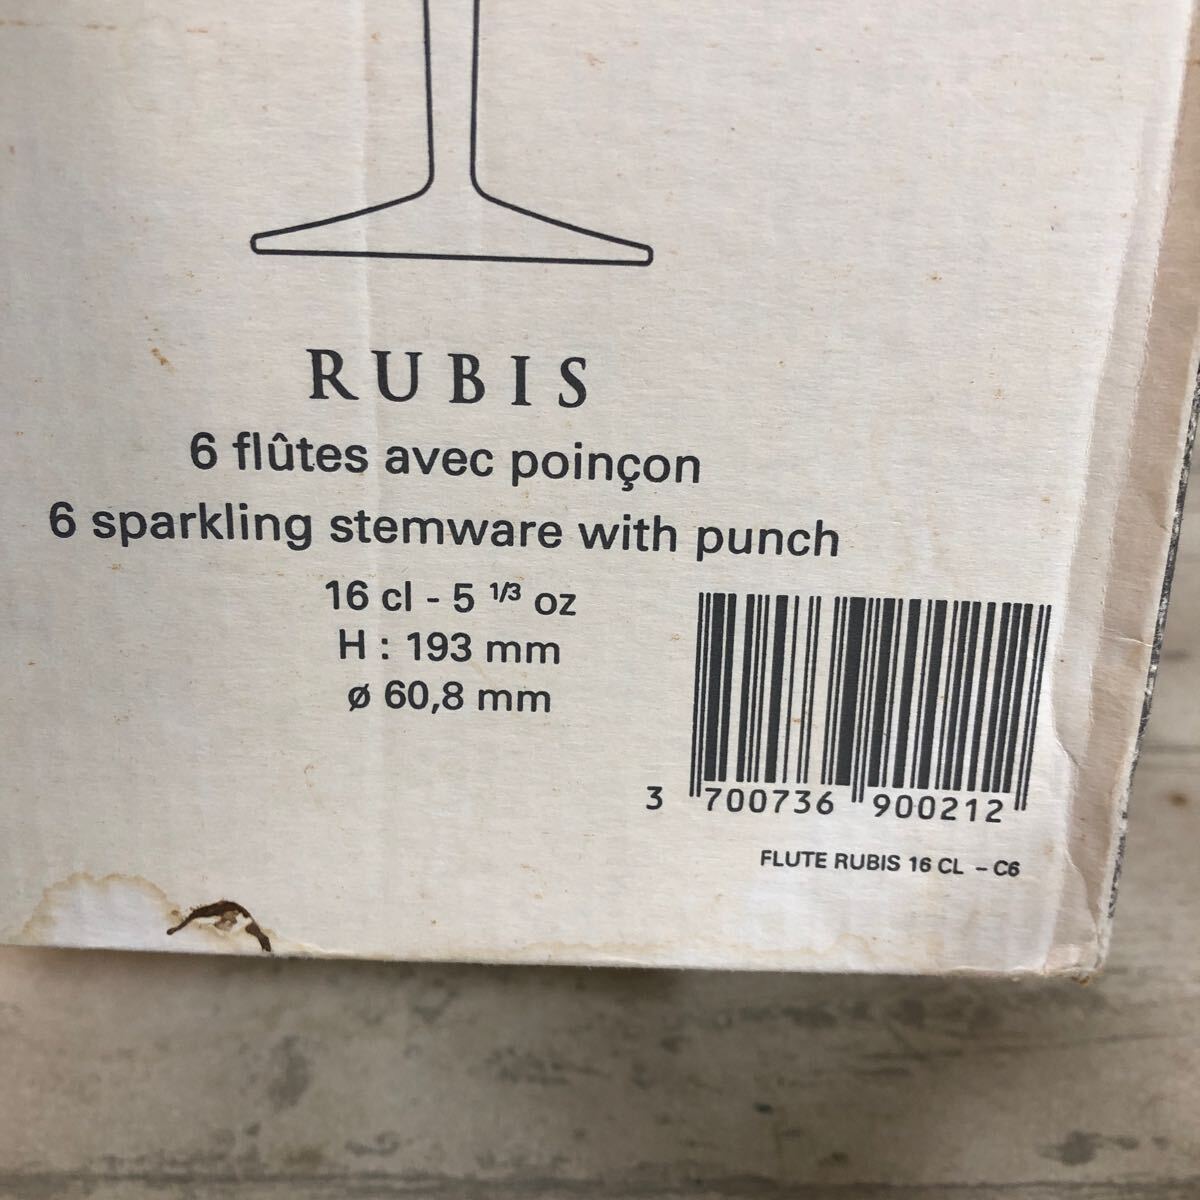 RUBIS
6 flûtes avec poinçon
6 sparkling stemware with punch
16 cl - 5 1/3 oz
H : 193 mm
ø 60,8 mm
3 700736 900212
FLUTE RUBIS 16 CL - C6